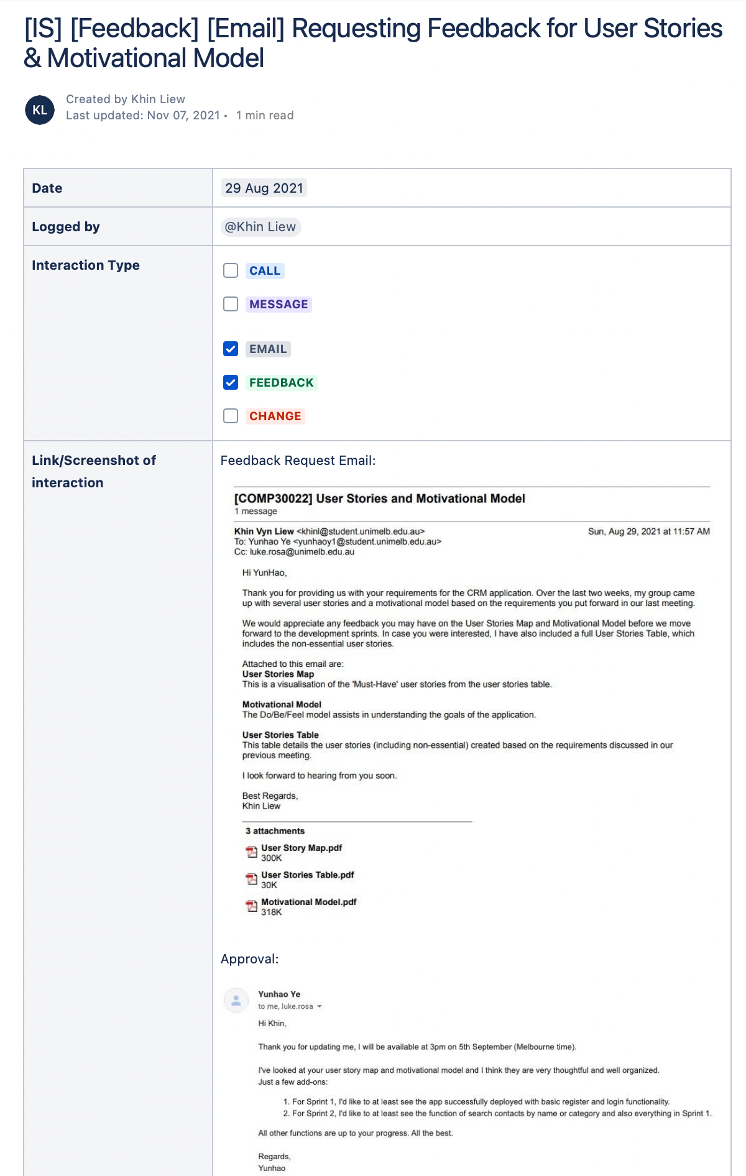 [IS] [Feedback] [Email] Requesting Feedback for User Stories
& Motivational Model
KL
Created by Khin Liew
Last updated: Nov 07, 2021 • 1 min read
Date
29 Aug 2021
Logged by
@Khin Liew
Interaction Type
CALL
MESSAGE
EMAIL
FEEDBACK
CHANGE
Link/Screenshot of
interaction
Feedback Request Email:
[COMP30022] User Stories and Motivational Model
1 message
Khin Vyn Liew <khinl@student.unimelb.edu.au>
Sun, Aug 29, 2021 at 11:57 AM
To: Yunhao Ye <yunhaoy1@student.unimelb.edu.au>
Cc: luke.rosa@unimelb.edu.au
Hi YunHao,
Thank you for providing us with your requirements for the CRM application. Over the last two weeks, my group came
up with several user stories and a motivational model based on the requirements you put forward in our last meeting.
We would appreciate any feedback you may have on the User Stories Map and Motivational Model before we move
forward to the development sprints. In case you were interested, I have also included a full User Stories Table, which
includes the non-essential user stories.
Attached to this email are:
User Stories Map
This is a visualisation of the 'Must-Have' user stories from the user stories table.
Motivational Model
The Do/Be/Feel model assists in understanding the goals of the application.
User Stories Table
This table details the user stories (including non-essential) created based on the requirements discussed in our
previous meeting.
I look forward to hearing from you soon.
Best Regards,
Khin Liew
3 attachments
User Story Map.pdf
300K
User Stories Table.pdf
30K
Motivational Model.pdf
318K
Approval:
Yunhao Ye
to me, luke.rosa
Hi Khin,
Thank you for updating me, I will be available at 3pm on 5th September (Melbourne time).
I've looked at your user story map and motivational model and I think they are very thoughtful and well organized.
Just a few add-ons:
1. For Sprint 1, I'd like to at least see the app successfully deployed with basic register and login functionality.
2. For Sprint 2, I'd like to at least see the function of search contacts by name or category and also everything in Sprint 1.
All other functions are up to your progress. All the best.
Regards,
Yunhao